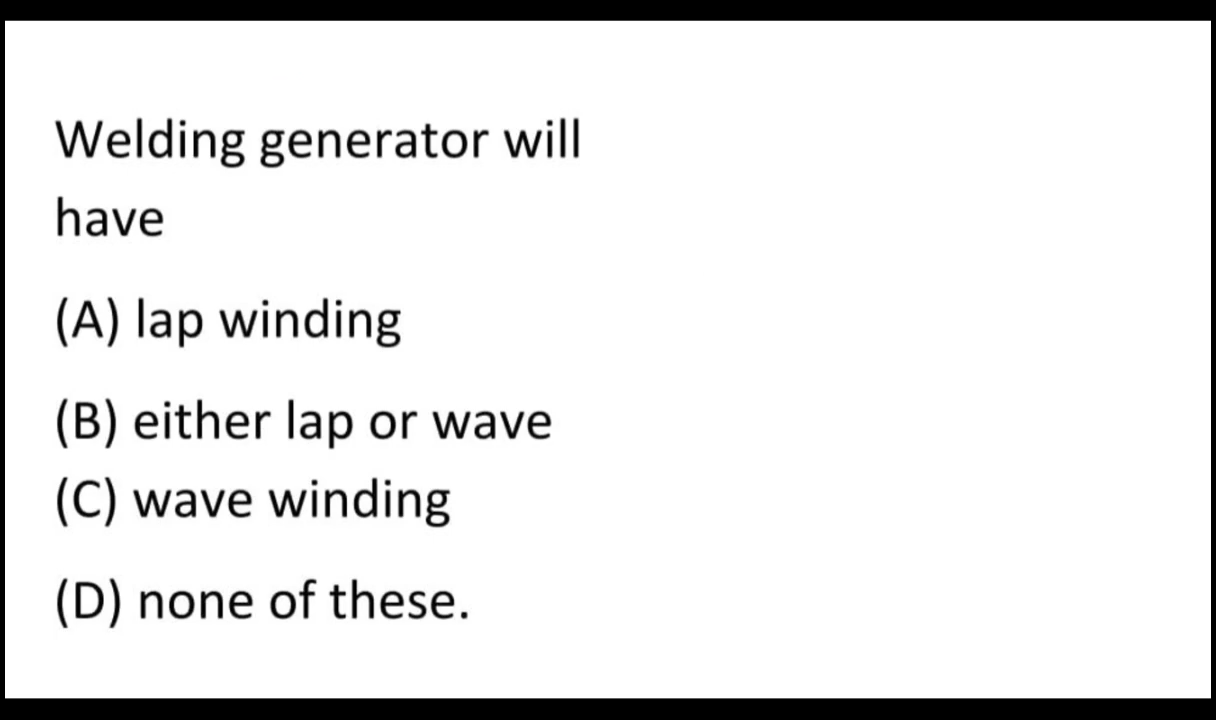 Welding generator will
have
(A) lap winding
(B) either lap or wave
(C) wave winding
(D) none of these.